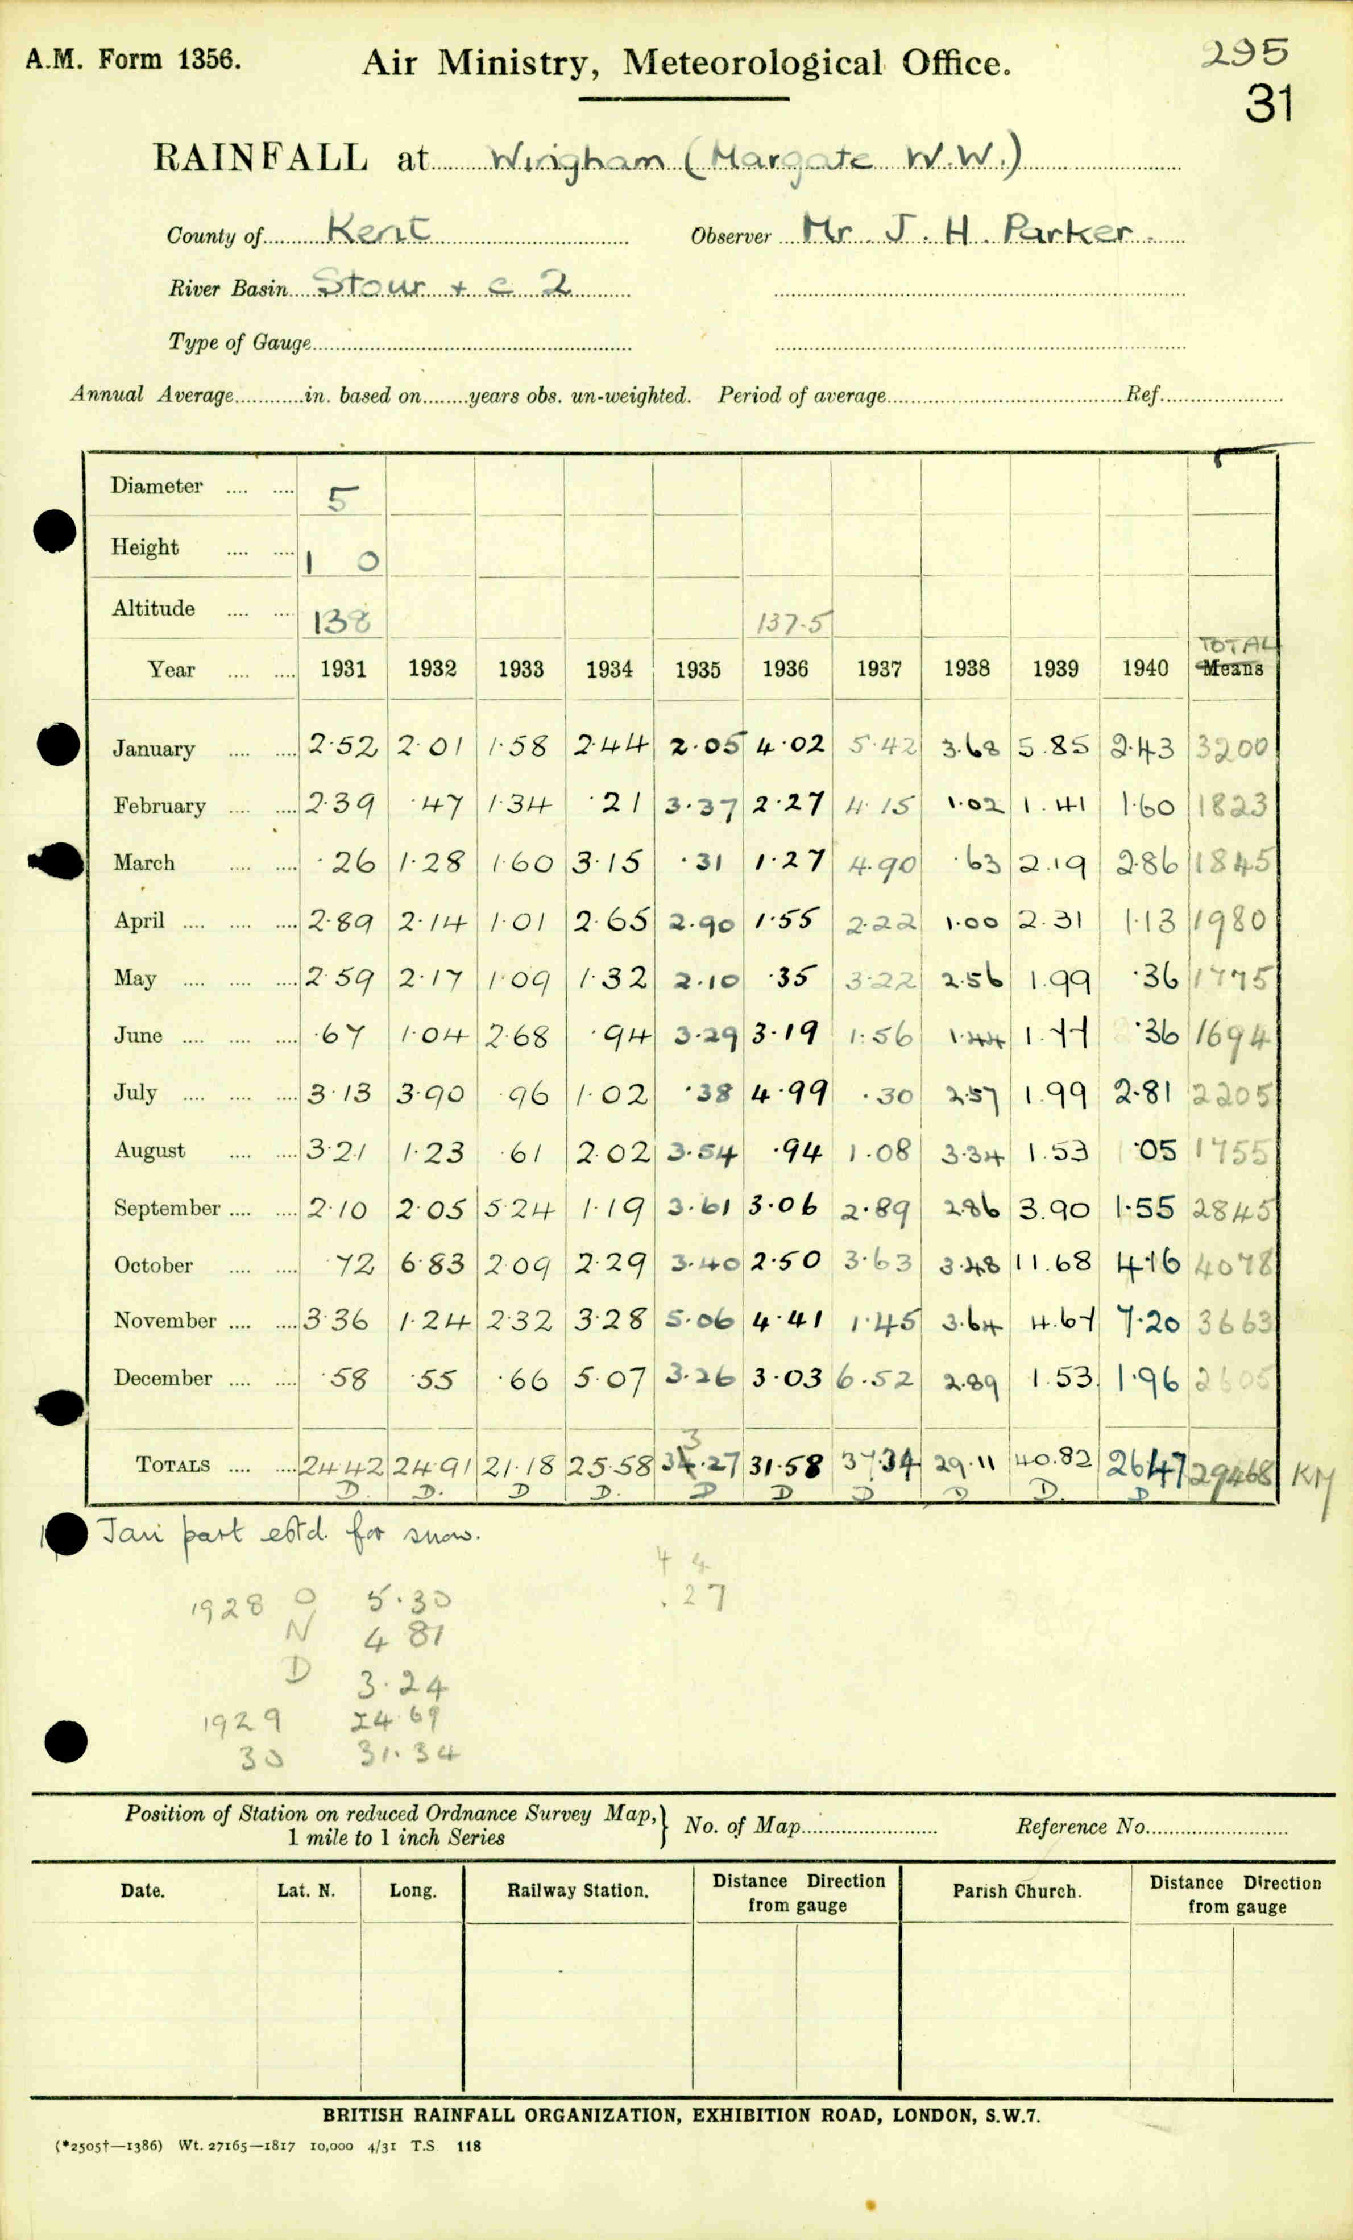 A.M. Form 1356.
Air Ministry, Meteorological Office.
295
31
RAINFALL at Wingham (Margate W.W.)
County of Kent Observer Mr J. H. Parker.
River Basin Stour + c 2
Type of Gauge
Annual Average in. based on years obs. un-weighted. Period of average Ref.
Diameter 5
Height 1 0
Altitude 138 137.5
TOTAL
Year 1931 1932 1933 1934 1935 1936 1937 1938 1939 1940 Means
January 2.52 2.01 1.58 2.44 2.05 4.02 5.42 3.68 5.85 2.43 3200
February 2.39 .47 1.34 .21 3.37 2.27 4.15 1.02 1.41 1.60 1823
March .26 1.28 1.60 3.15 .31 1.27 4.90 .63 2.19 2.86 1845
April 2.89 2.14 1.01 2.65 2.90 1.55 2.22 1.00 2.31 1.13 1980
May 2.59 2.17 1.09 1.32 2.10 .35 3.22 2.56 1.99 .36 1775
June .67 1.04 2.68 .94 3.29 3.19 1.56 1.44 1.77 .36 1694
July 3.13 3.90 .96 1.02 .38 4.99 .30 2.57 1.99 2.81 2205
August 3.21 1.23 .61 2.02 3.54 .94 1.08 3.34 1.53 .05 1755
September 2.10 2.05 5.24 1.19 3.61 3.06 2.89 2.86 3.90 1.55 2845
October .72 6.83 2.09 2.29 3.40 2.50 3.63 3.48 11.68 4.16 4078
November 3.36 1.24 2.32 3.28 5.06 4.41 1.45 3.64 4.67 7.20 3663
December .58 .55 .66 5.07 3.26 3.03 6.52 2.89 1.53 1.96 2605
3
TOTALS 24.42 24.91 21.18 25.58 34.27 31.58 37.34 29.11 40.82 26.47 29468 KM
D. D. D D. D D D D D. D
Jan part estd. for snow.
4 4
1928 O 5.30 .27
N 4 81
D 3.24
1929 24.69
30 31.34
Position of Station on reduced Ordnance Survey Map,} No. of Map Reference No.
1 mile to 1 inch Series
Date. Lat. N. Long. Railway Station. Distance Direction from gauge Parish Church. Distance Direction from gauge
BRITISH RAINFALL ORGANIZATION, EXHIBITION ROAD, LONDON, S.W.7.
(*2505†—1386) Wt. 27165—1817 10,000 4/31 T.S 118